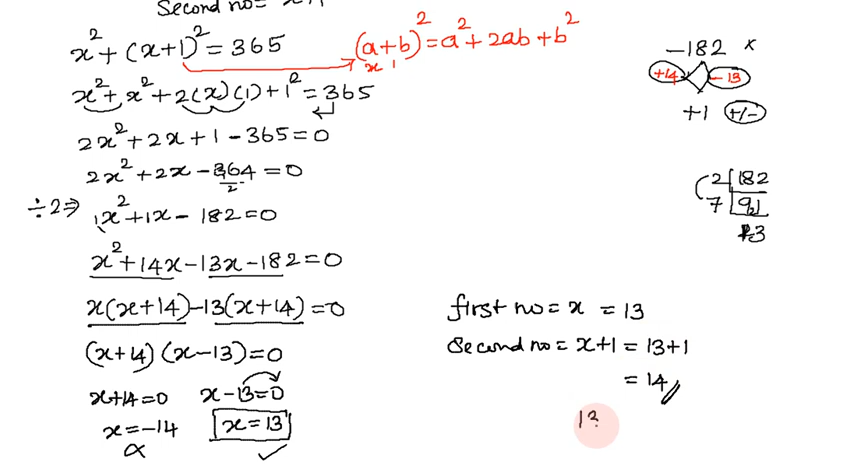 Second no = x+1
x² + (x+1)² = 365
(a+b)² = a² + 2ab + b²
x 1
x² + x² + 2(x)(1) + 1² = 365
2x² + 2x + 1 - 365 = 0
2x² + 2x - 364 = 0
2
÷2 ⇒ 1x² + 1x - 182 = 0
x² + 14x - 13x - 182 = 0
x(x+14) - 13(x+14) = 0
(x+14)(x-13) = 0
x+14 = 0 x-13 = 0
x = -14 x = 13
-182 x
+14 -13
+1 +/-
2 182
7 91
13
first no = x = 13
Second no = x+1 = 13+1
= 14
13